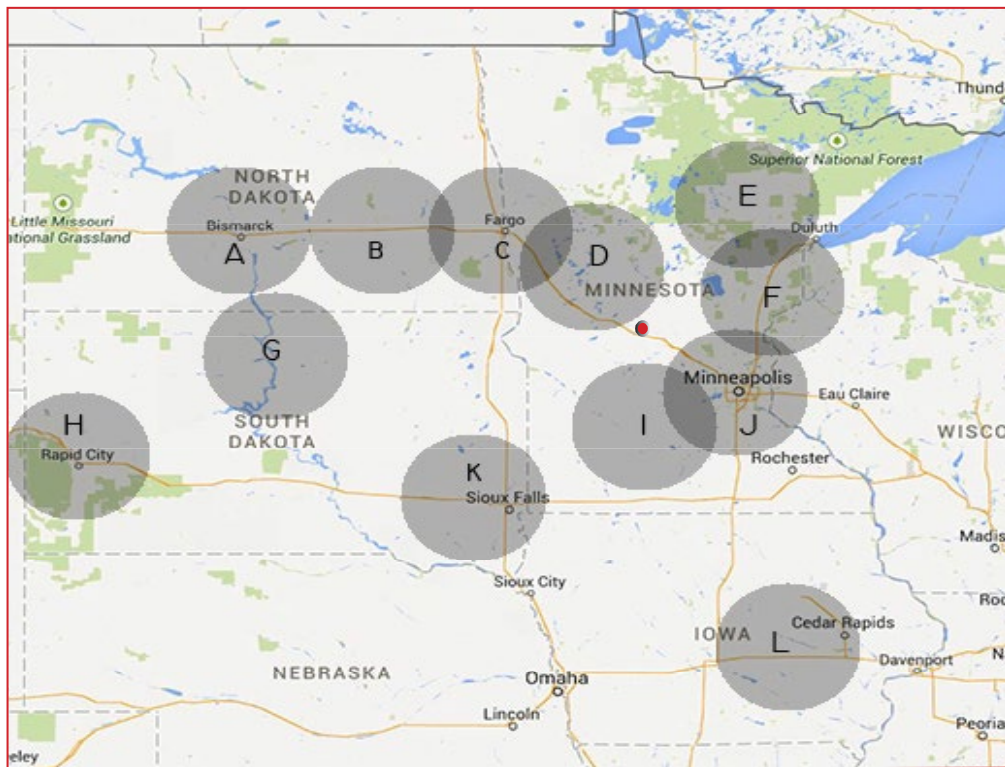 Thund
Superior National Forest
E
NORTH
DAKOTA
Little Missouri
ational Grassland
Bismarck
Fargo
Duluth
A
B
C
D
MINNESOTA
F
G
Minneapolis
Eau Claire
H
SOUTH
DAKOTA
I
J
WISCO
Rapid City
Rochester
K
Sioux Falls
Madis
Sioux City
Roc
Cedar Rapids
IOWA
L
Davenport
N
NEBRASKA
Omaha
Lincoln
Peoria
eley